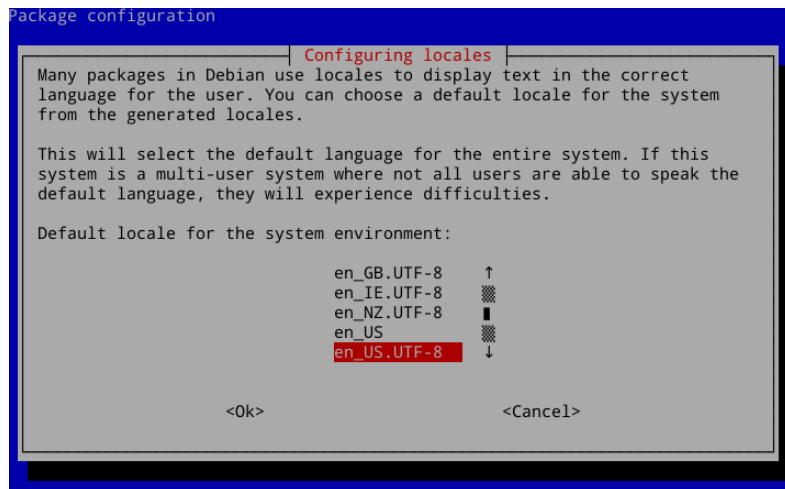 Package configuration
Configuring locales
Many packages in Debian use locales to display text in the correct
language for the user. You can choose a default locale for the system
from the generated locales.
This will select the default language for the entire system. If this
system is a multi-user system where not all users are able to speak the
default language, they will experience difficulties.
Default locale for the system environment:
en_GB.UTF-8
en_IE.UTF-8
en_NZ.UTF-8
en_US
en_US.UTF-8
<Ok> <Cancel>